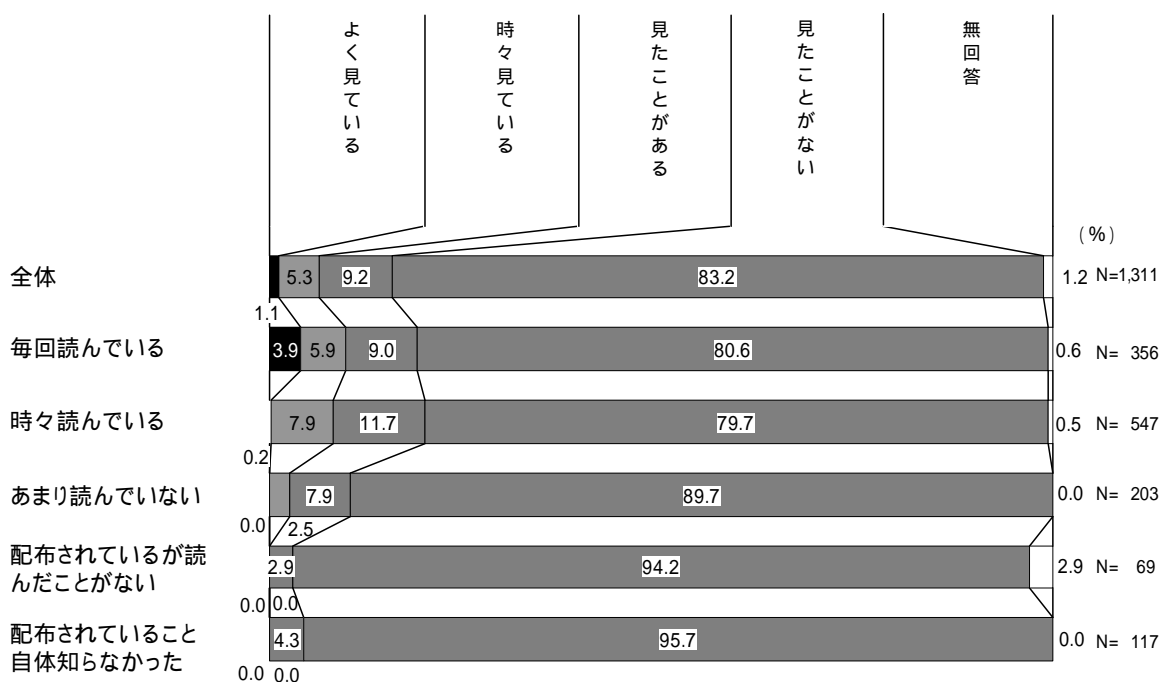 よく見ている
時々見ている
見たことがある
見たことがない
無回答
(%)
全体
5.3
9.2
83.2
1.2
N=1,311
1.1
毎回読んでいる
3.9
5.9
9.0
80.6
0.6
N= 356
時々読んでいる
7.9
11.7
79.7
0.5
N= 547
0.2
あまり読んでいない
7.9
89.7
0.0
N= 203
0.0
2.5
配布されているが読
んだことがない
2.9
94.2
2.9
N= 69
0.0
0.0
配布されていること
自体知らなかった
4.3
95.7
0.0
N= 117
0.0
0.0